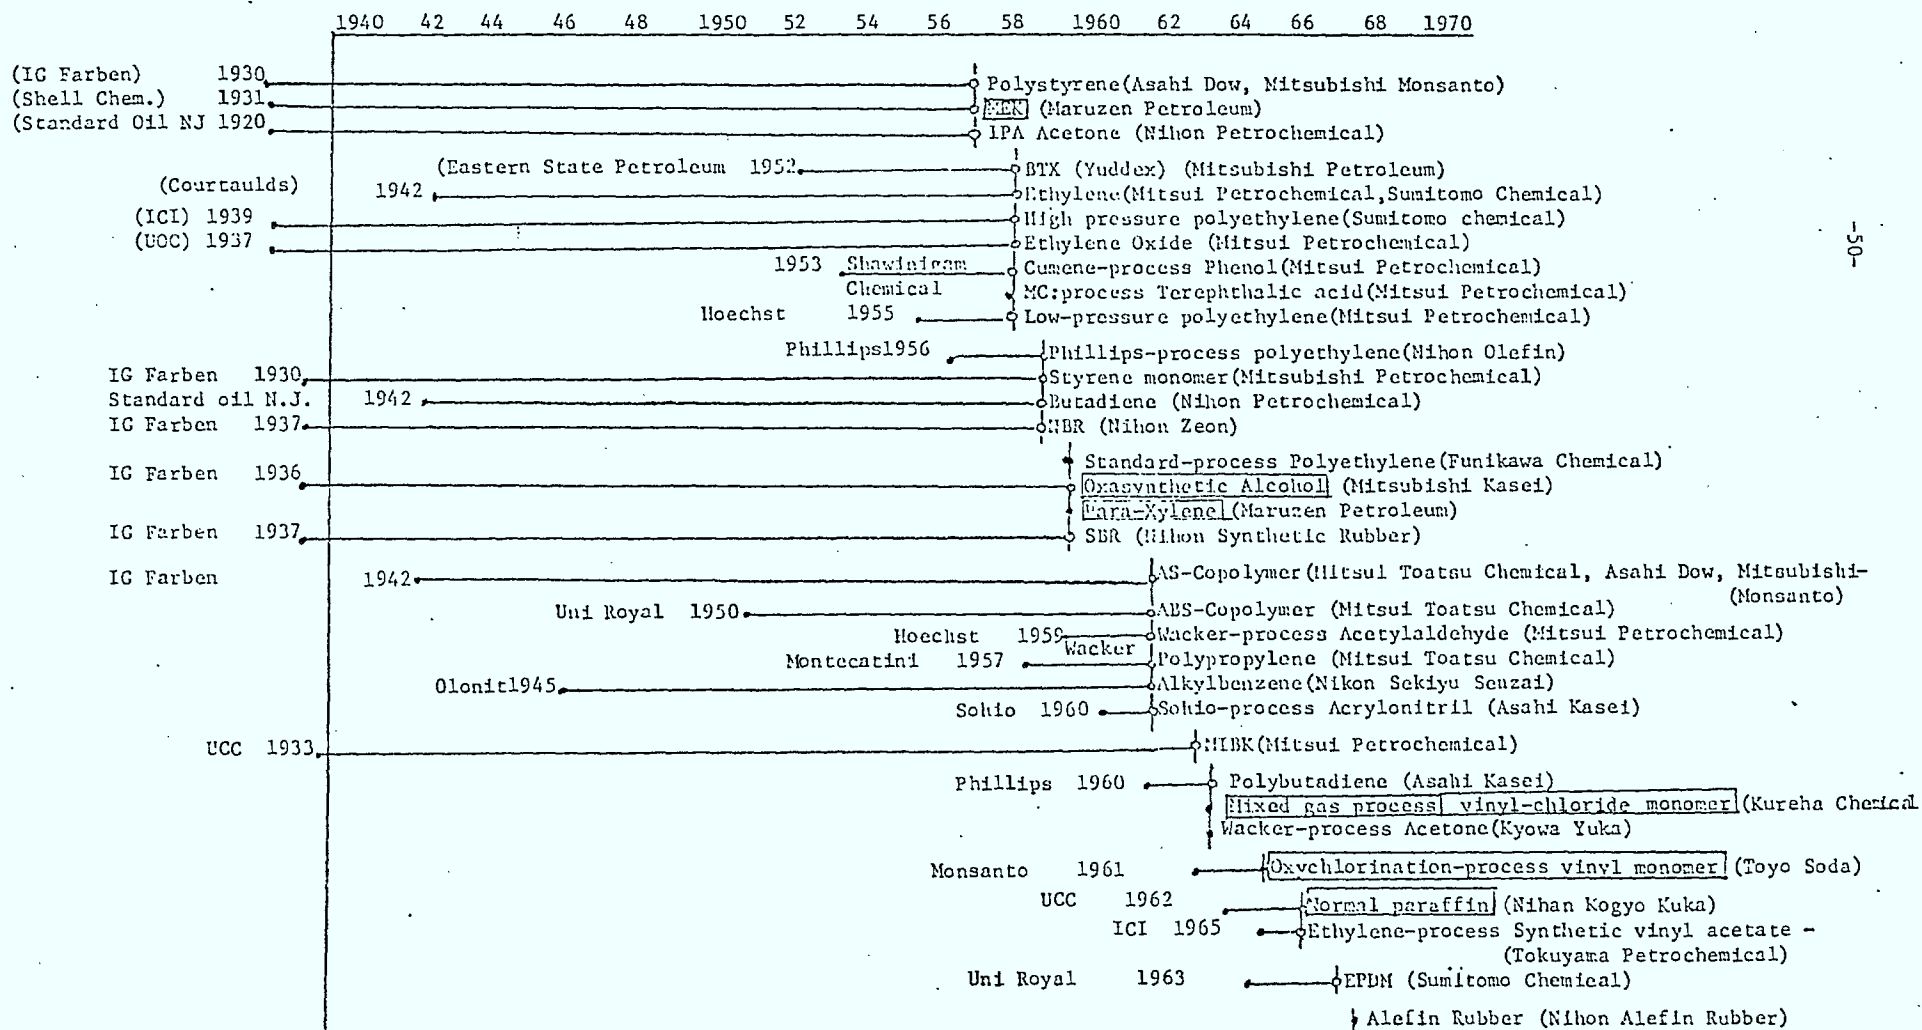 1940 42 44 46 48 1950 52 54 56 58 1960 62 64 66 68 1970
(IG Farben) 1930 Polystyrene(Asahi Dow, Mitsubishi Monsanto)
(Shell Chem.) 1931 MEK (Maruzen Petroleum)
(Standard Oil NJ 1920 IPA Acetone (Nihon Petrochemical)
(Eastern State Petroleum 1952 BTX (Yuddex) (Mitsubishi Petroleum)
(Courtaulds) 1942 Ethylene(Mitsui Petrochemical,Sumitomo Chemical)
(ICI) 1939 High pressure polyethylene(Sumitomo chemical)
(UOC) 1937 Ethylene Oxide (Mitsui Petrochemical)
-50-
1953 Shawinigam Cumene-process Phenol(Mitsui Petrochemical)
Chemical MC:process Terephthalic acid(Mitsui Petrochemical)
Hoechst 1955 Low-pressure polyethylene(Mitsui Petrochemical)
Phillips1956 Phillips-process polyethylene(Nihon Olefin)
IG Farben 1930 Styrene monomer(Mitsubishi Petrochemical)
Standard oil N.J. 1942 Butadiene (Nihon Petrochemical)
IG Farben 1937 NBR (Nihon Zeon)
Standard-process Polyethylene(Funikawa Chemical)
IG Farben 1936 Oxasynthetic Alcohol (Mitsubishi Kasei)
Para-Xylene (Maruzen Petroleum)
IG Farben 1937 SBR (Nihon Synthetic Rubber)
IG Farben 1942 AS-Copolymer(Mitsui Toatsu Chemical, Asahi Dow, Mitsubishi-
(Monsanto)
Uni Royal 1950 ABS-Copolymer (Mitsui Toatsu Chemical)
Hoechst 1959 Wacker-process Acetylaldehyde (Mitsui Petrochemical)
Wacker
Montecatini 1957 Polypropylene (Mitsui Toatsu Chemical)
Olonit1945 Alkylbenzene(Nikon Sekiyu Senzai)
Sohio 1960 Sohio-process Acrylonitril (Asahi Kasei)
UCC 1933 MIBK(Mitsui Petrochemical)
Phillips 1960 Polybutadiene (Asahi Kasei)
Mixed gas process vinyl-chloride monomer (Kureha Chemical
Wacker-process Acetone(Kyowa Yuka)
Monsanto 1961 Oxychlorination-process vinyl monomer (Toyo Soda)
UCC 1962 Normal paraffin (Nihan Kogyo Kuka)
ICI 1965 Ethylene-process Synthetic vinyl acetate -
(Tokuyama Petrochemical)
Uni Royal 1963 EPDM (Sumitomo Chemical)
Alefin Rubber (Nihon Alefin Rubber)